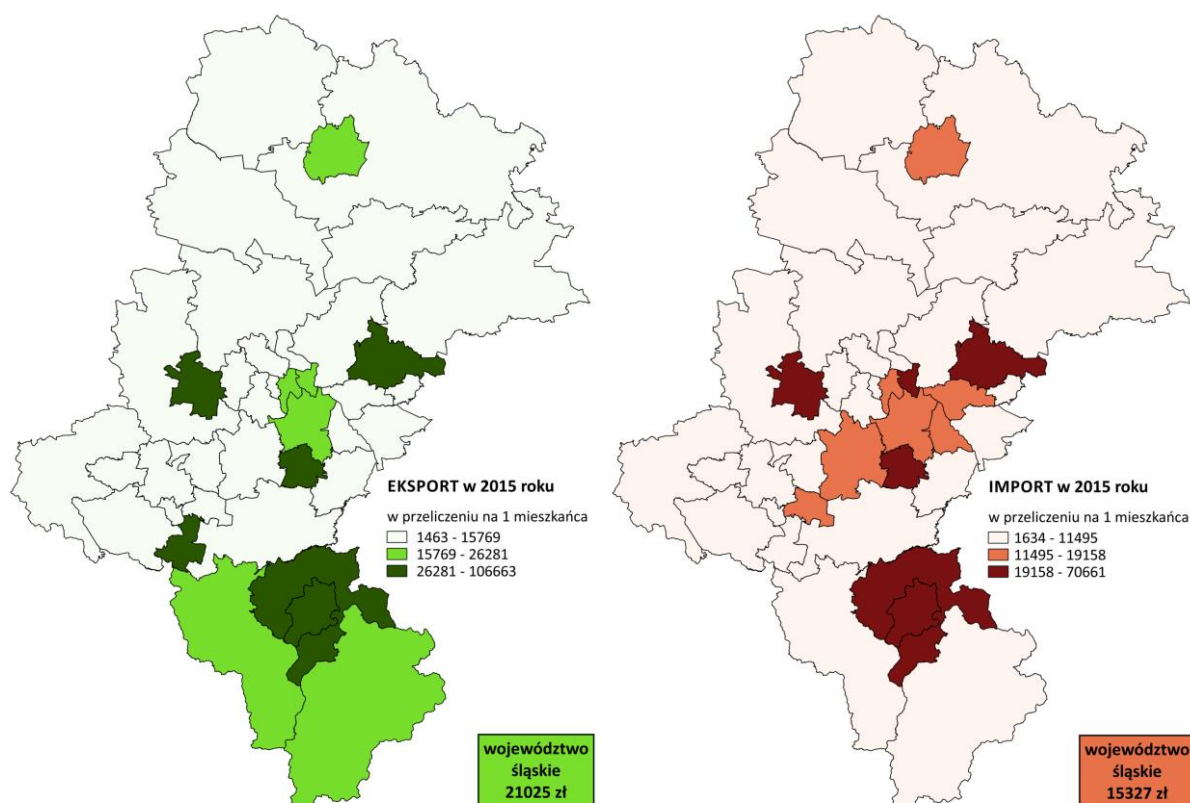 EKSPORT w 2015 roku
w przeliczeniu na 1 mieszkańca
1463 - 15769
15769 - 26281
26281 - 106663
województwo
śląskie
21025 zł
IMPORT w 2015 roku
w przeliczeniu na 1 mieszkańca
1634 - 11495
11495 - 19158
19158 - 70661
województwo
śląskie
15327 zł